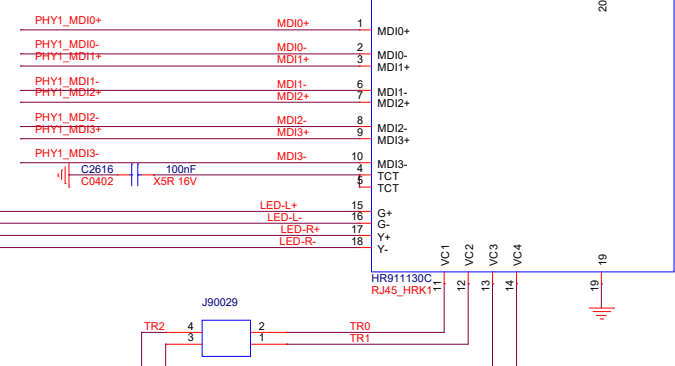 20
PHY1_MDI0+ MDI0+ 1 MDI0+
PHY1_MDI0- MDI0- 2 MDI0-
PHY1_MDI1+ MDI1+ 3 MDI1+
PHY1_MDI1- MDI1- 6 MDI1-
PHY1_MDI2+ MDI2+ 7 MDI2+
PHY1_MDI2- MDI2- 8 MDI2-
PHY1_MDI3+ MDI3+ 9 MDI3+
PHY1_MDI3- MDI3- 10 MDI3-
C2616 100nF 4 TCT
C0402 X5R 16V 5 TCT
LED-L+ 15 G+
LED-L- 16 G-
LED-R+ 17 Y+
LED-R- 18 Y-
VC1 VC2 VC3 VC4 19
HR911130C
RJ45_HRK1
11 12 13 14 19
J90029
TR2 4 2 TR0
3 1 TR1